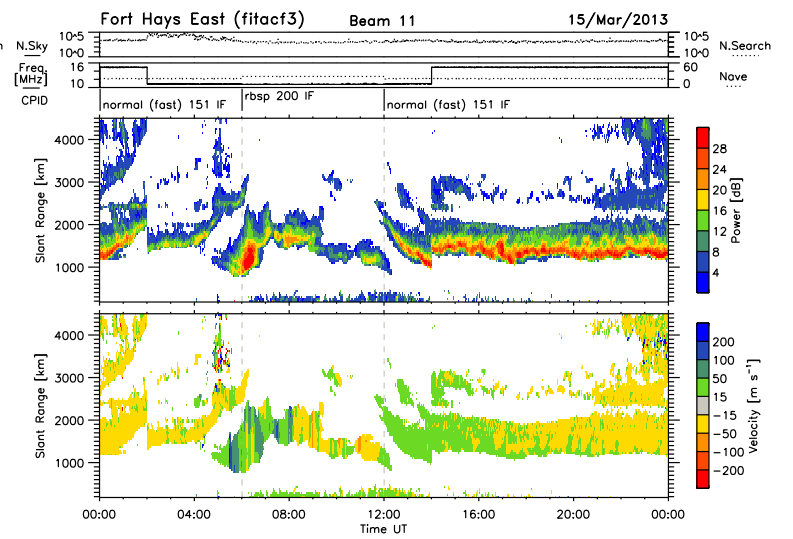 Fort Hays East (fitacf3) Beam 11 15/Mar/2013
n N.Sky 10^5 10^0 10^5 10^0 N.Search
Freq. [MHz] 16 10 60 0 Nave
CPID normal (fast) 151 IF rbsp 200 IF normal (fast) 151 IF
Slant Range [km] 4000 3000 2000 1000
28 24 20 16 12 8 4 Power [dB]
Slant Range [km] 4000 3000 2000 1000
200 100 50 15 −15 −50 −100 −200 Velocity [m s⁻¹]
00:00 04:00 08:00 12:00 16:00 20:00 00:00
Time UT